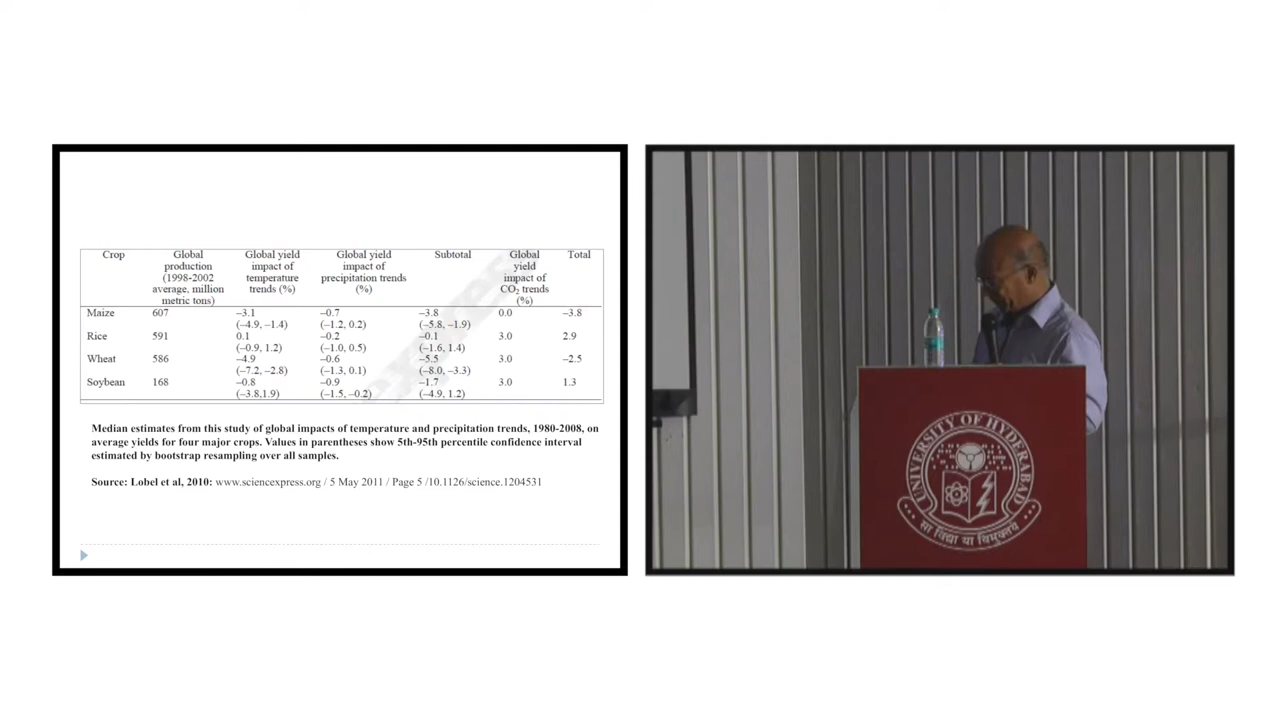 Crop Global production (1998-2002 average, million metric tons) Global yield impact of temperature trends (%) Global yield impact of precipitation trends (%) Subtotal Global yield impact of CO₂ trends (%) Total
Maize 607 –3.1 –0.7 –3.8 0.0 –3.8
(–4.9, –1.4) (–1.2, 0.2) (–5.8, –1.9)
Rice 591 0.1 –0.2 –0.1 3.0 2.9
(–0.9, 1.2) (–1.0, 0.5) (–1.6, 1.4)
Wheat 586 –4.9 –0.6 –5.5 3.0 –2.5
(–7.2, –2.8) (–1.3, 0.1) (–8.0, –3.3)
Soybean 168 –0.8 –0.9 –1.7 3.0 1.3
(–3.8,1.9) (–1.5, –0.2) (–4.9, 1.2)
Median estimates from this study of global impacts of temperature and precipitation trends, 1980-2008, on
average yields for four major crops. Values in parentheses show 5th-95th percentile confidence interval
estimated by bootstrap resampling over all samples.
Source: Lobel et al, 2010: www.sciencexpress.org / 5 May 2011 / Page 5 /10.1126/science.1204531
UNIVERSITY OF HYDERABAD
सा विद्या या विमुक्तये